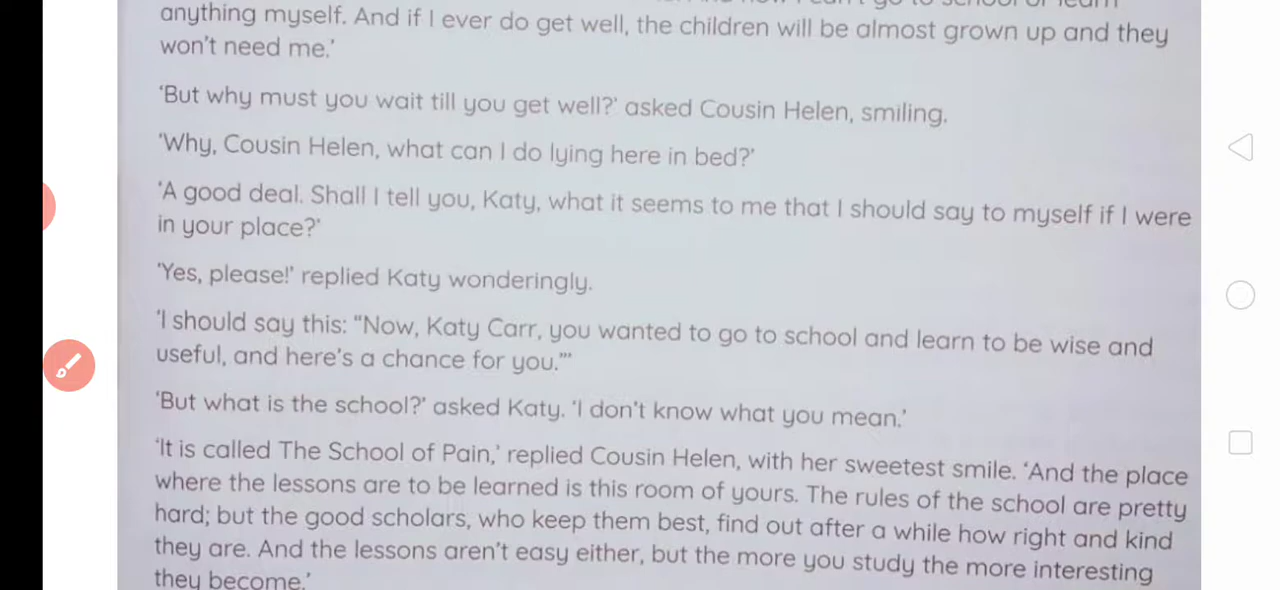 anything myself. And if I ever do get well, the children will be almost grown up and they
won't need me.'
'But why must you wait till you get well?' asked Cousin Helen, smiling.
'Why, Cousin Helen, what can I do lying here in bed?'
'A good deal. Shall I tell you, Katy, what it seems to me that I should say to myself if I were
in your place?'
'Yes, please!' replied Katy wonderingly.
'I should say this: "Now, Katy Carr, you wanted to go to school and learn to be wise and
useful, and here's a chance for you."'
'But what is the school?' asked Katy. 'I don't know what you mean.'
'It is called The School of Pain,' replied Cousin Helen, with her sweetest smile. 'And the place
where the lessons are to be learned is this room of yours. The rules of the school are pretty
hard; but the good scholars, who keep them best, find out after a while how right and kind
they are. And the lessons aren't easy either, but the more you study the more interesting
they become.'